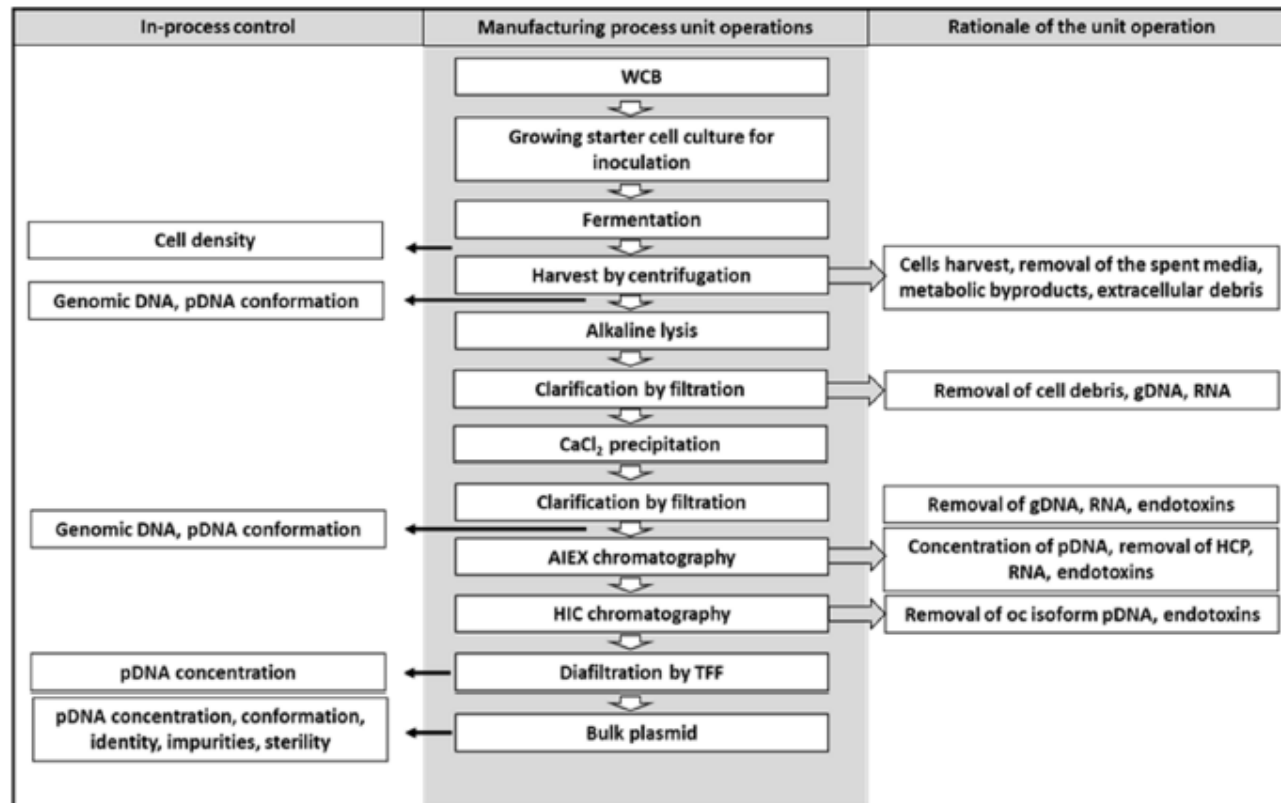 In-process control
Manufacturing process unit operations
Rationale of the unit operation
WCB
Growing starter cell culture for
inoculation
Fermentation
Cell density
Harvest by centrifugation
Cells harvest, removal of the spent media,
metabolic byproducts, extracellular debris
Genomic DNA, pDNA conformation
Alkaline lysis
Clarification by filtration
Removal of cell debris, gDNA, RNA
CaCl₂ precipitation
Clarification by filtration
Removal of gDNA, RNA, endotoxins
Genomic DNA, pDNA conformation
AIEX chromatography
Concentration of pDNA, removal of HCP,
RNA, endotoxins
HIC chromatography
Removal of oc isoform pDNA, endotoxins
pDNA concentration
Diafiltration by TFF
pDNA concentration, conformation,
identity, impurities, sterility
Bulk plasmid